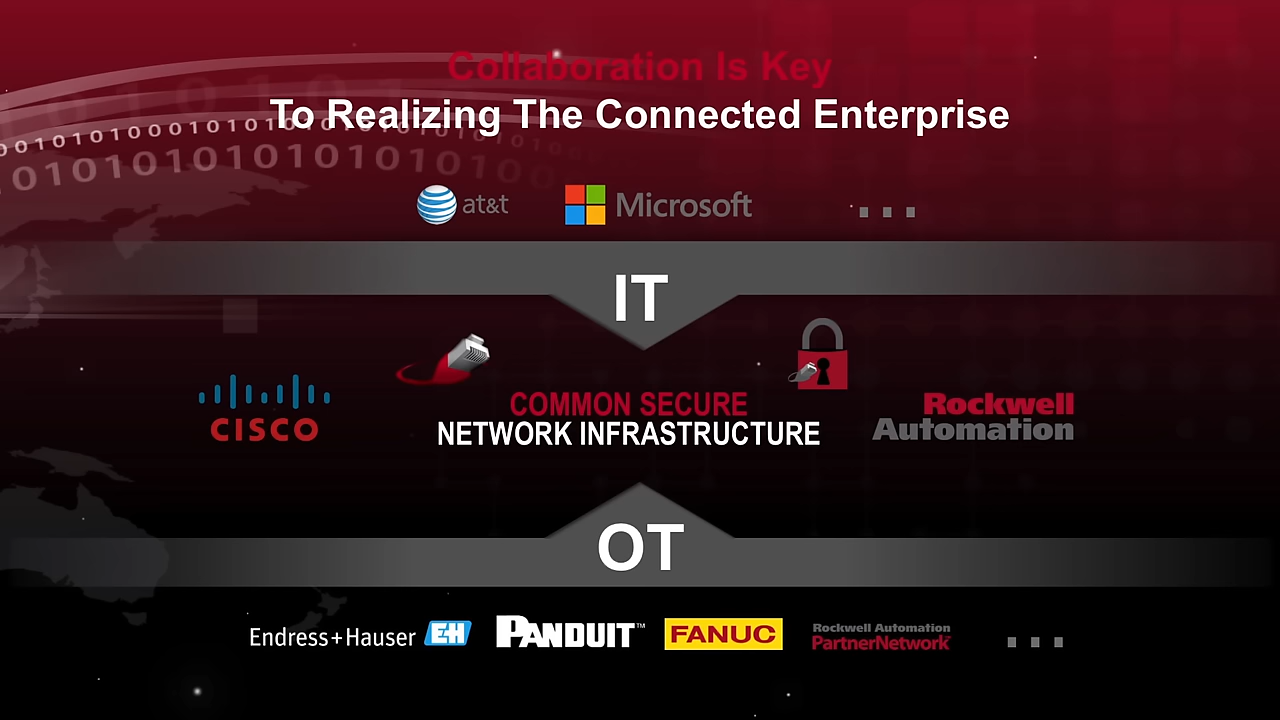 Collaboration Is Key
To Realizing The Connected Enterprise
at&t Microsoft ...
IT
CISCO
COMMON SECURE
NETWORK INFRASTRUCTURE
Rockwell
Automation
OT
Endress+Hauser E+H PANDUIT™ FANUC
Rockwell Automation
PartnerNetwork ...